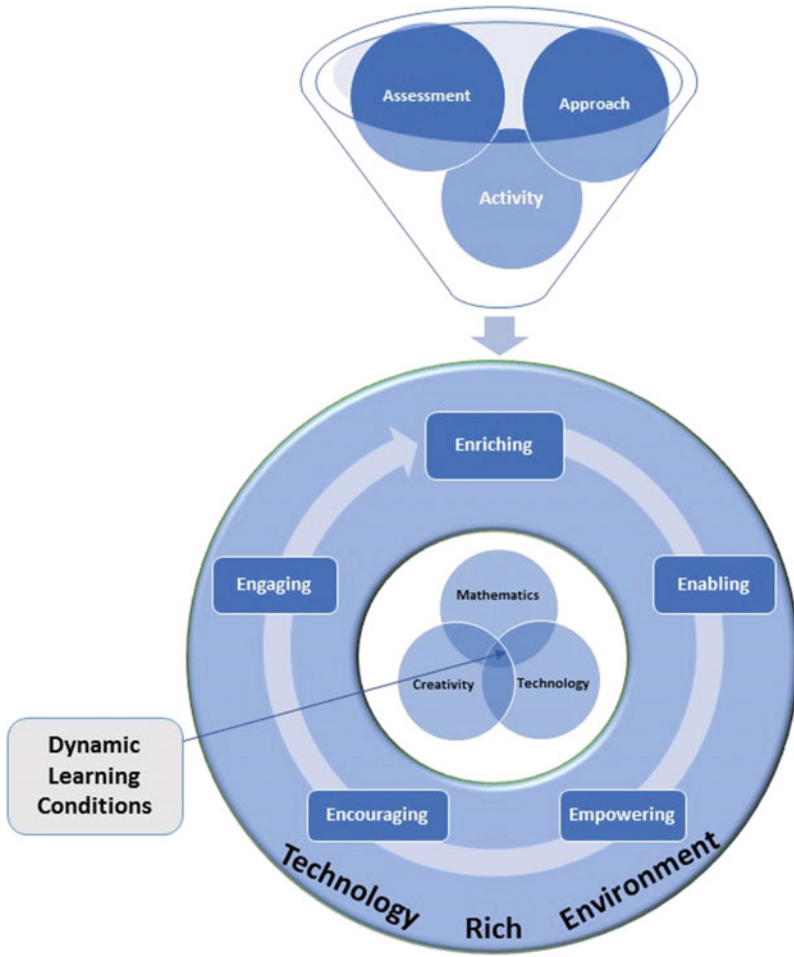 Assessment
Approach
Activity
Enriching
Engaging
Enabling
Mathematics
Creativity
Technology
Dynamic
Learning
Conditions
Encouraging
Empowering
Technology Rich Environment